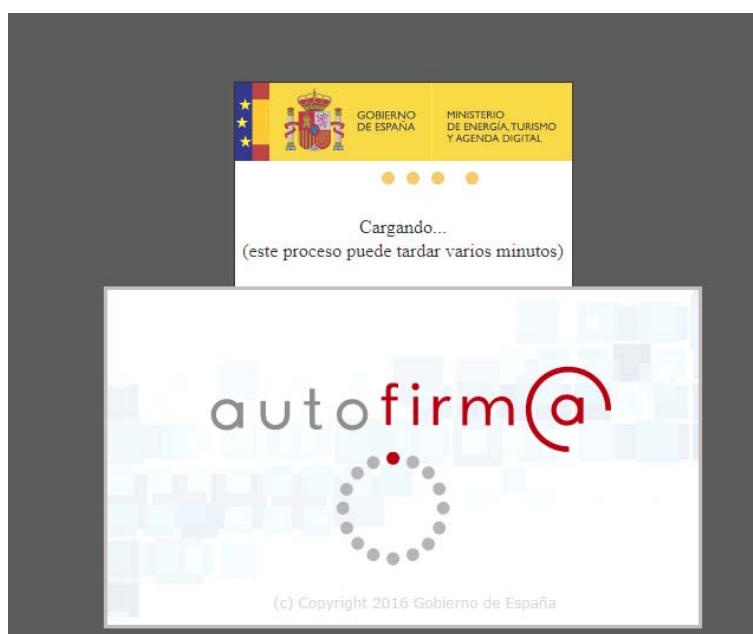 GOBIERNO
DE ESPAÑA
MINISTERIO
DE ENERGÍA, TURISMO
Y AGENDA DIGITAL
Cargando...
(este proceso puede tardar varios minutos)
autofirm@
(c) Copyright 2016 Gobierno de España